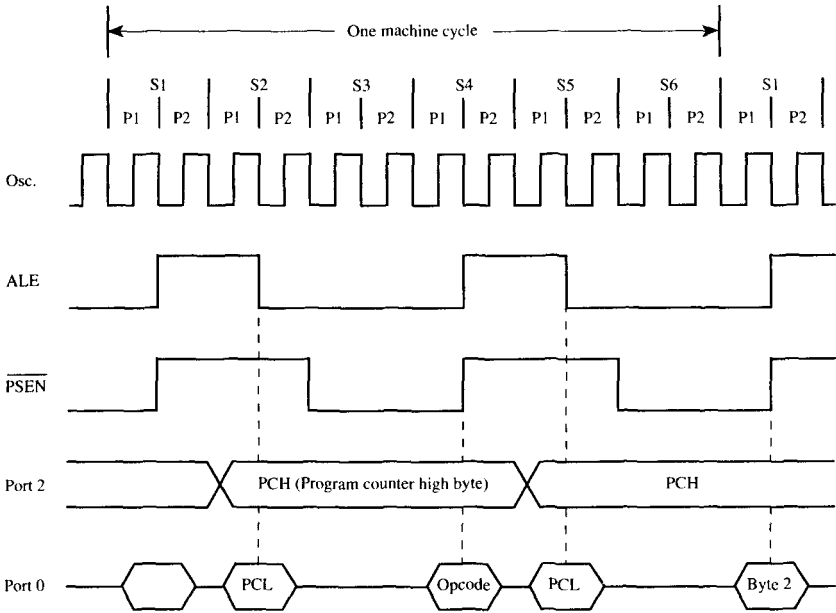 One machine cycle
S1 S2 S3 S4 S5 S6 S1
P1 P2 P1 P2 P1 P2 P1 P2 P1 P2 P1 P2 P1 P2
Osc.
ALE
PSEN
Port 2 PCH (Program counter high byte) PCH
Port 0 PCL Opcode PCL Byte 2